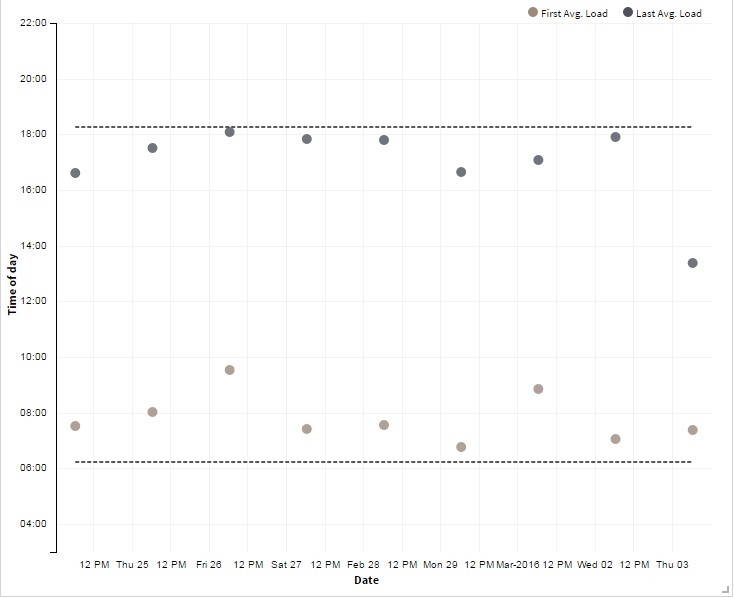 First Avg. Load Last Avg. Load
22:00
20:00
18:00
16:00
14:00
12:00
10:00
08:00
06:00
04:00
Time of day
12 PM Thu 25 12 PM Fri 26 12 PM Sat 27 12 PM Feb 28 12 PM Mon 29 12 PM Mar-2016 12 PM Wed 02 12 PM Thu 03
Date